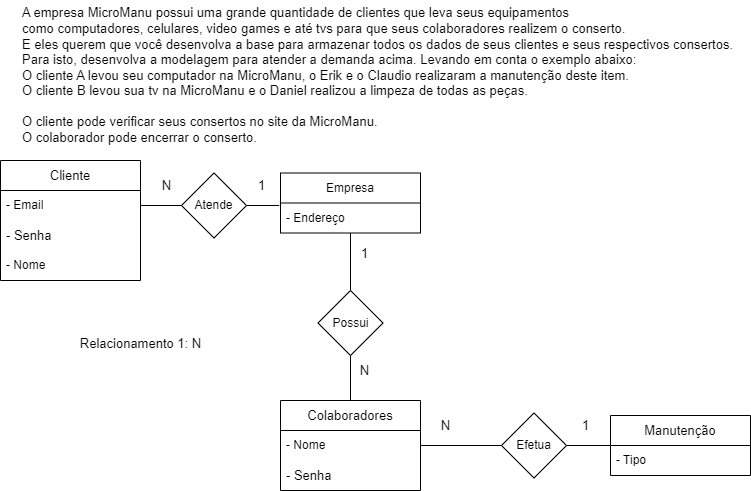 A empresa MicroManu possui uma grande quantidade de clientes que leva seus equipamentos
como computadores, celulares, video games e até tvs para que seus colaboradores realizem o conserto.
E eles querem que você desenvolva a base para armazenar todos os dados de seus clientes e seus respectivos consertos.
Para isto, desenvolva a modelagem para atender a demanda acima. Levando em conta o exemplo abaixo:
O cliente A levou seu computador na MicroManu, o Erik e o Claudio realizaram a manutenção deste item.
O cliente B levou sua tv na MicroManu e o Daniel realizou a limpeza de todas as peças.
O cliente pode verificar seus consertos no site da MicroManu.
O colaborador pode encerrar o conserto.
Cliente
- Email
- Senha
- Nome
N
Atende
1
Empresa
- Endereço
1
Possui
Relacionamento 1: N
N
Colaboradores
- Nome
- Senha
N
Efetua
1
Manutenção
- Tipo